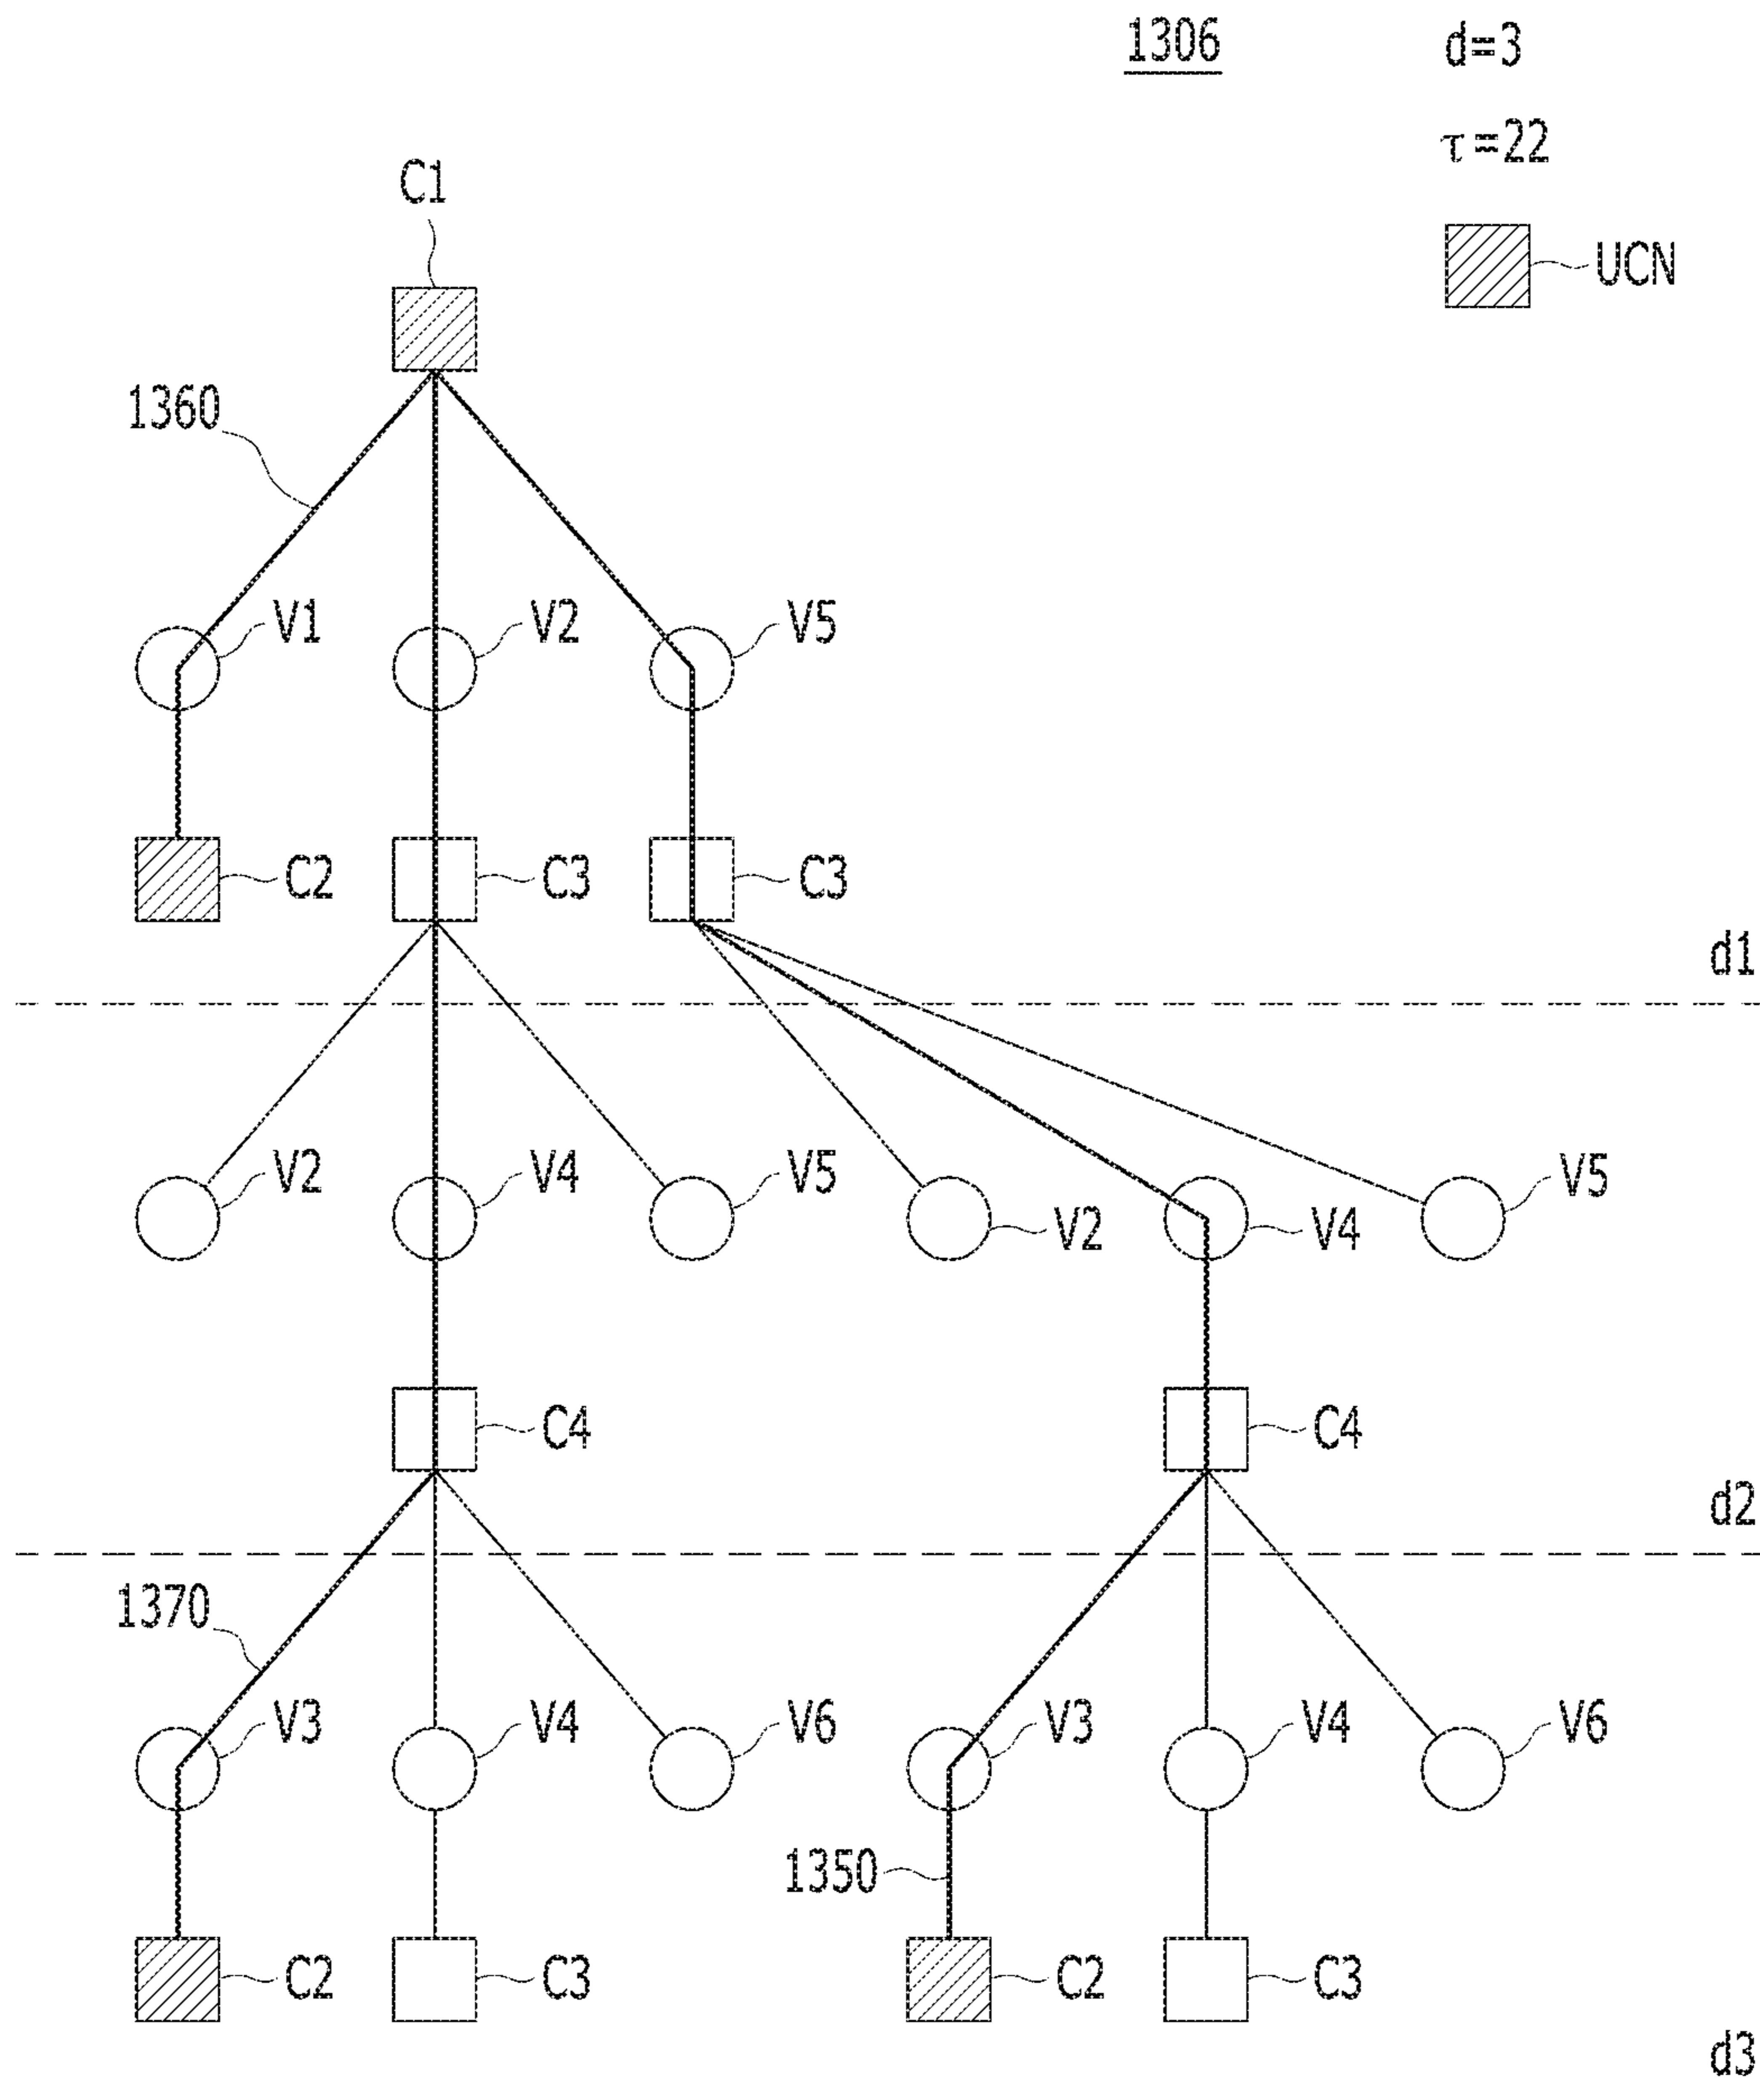 1306 d=3
τ=22
C1
UCN
1360
V1 V2 V5
C2 C3 C3
d1
V2 V4 V5 V2 V4 V5
C4 C4
d2
1370
V3 V4 V6 V3 V4 V6
1350
C2 C3 C2 C3
d3